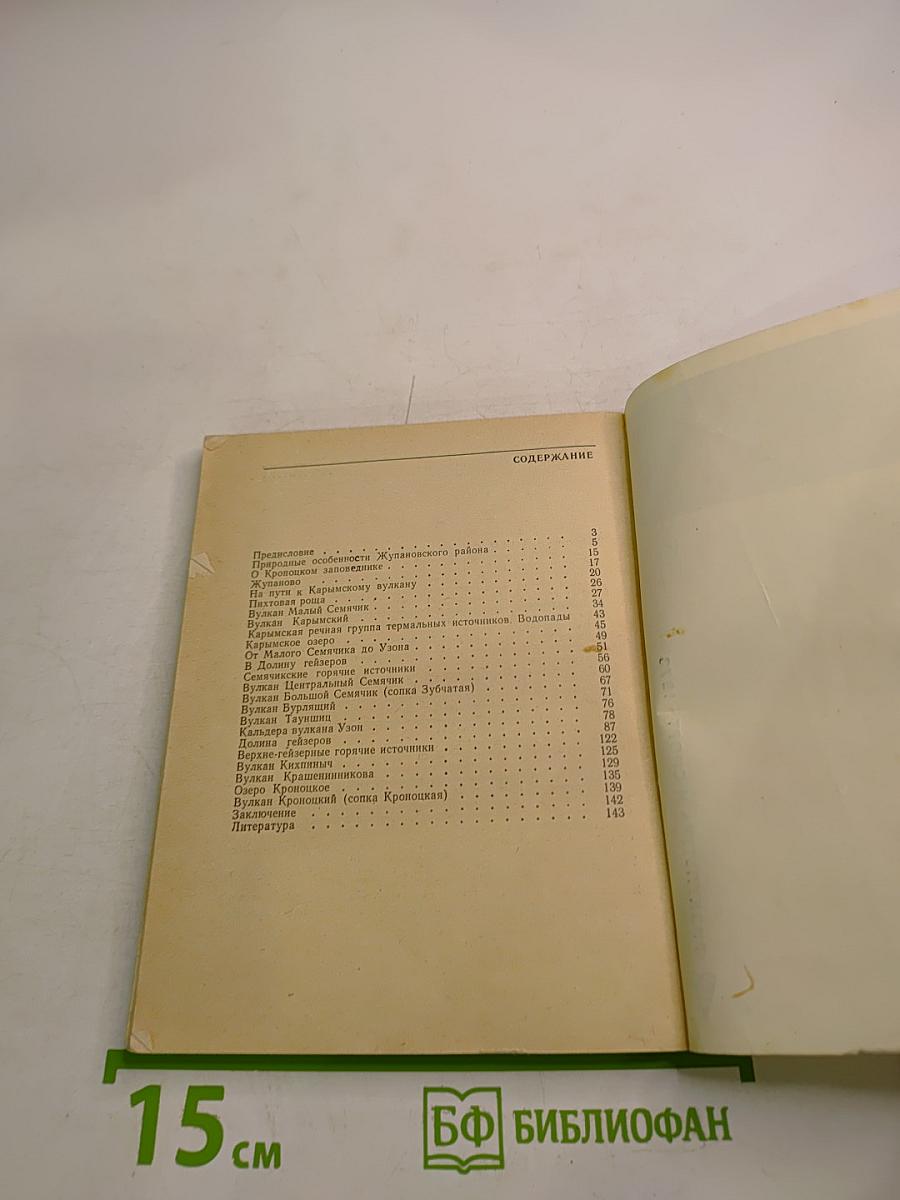 СОДЕРЖАНИЕ
Предисловие . . . . . . . . . . . . . . . 3
Природные особенности Жупановского района . . . . 5
О Кроноцком заповеднике . . . . . . . . . . 15
Жупаново . . . . . . . . . . . . . . . 17
На пути к Карымскому вулкану . . . . . . . . 20
Пихтовая роща . . . . . . . . . . . . . 26
Вулкан Малый Семячик . . . . . . . . . . . 27
Вулкан Карымский . . . . . . . . . . . . 34
Карымская речная группа термальных источников. Водопады 43
Карымское озеро . . . . . . . . . . . . . 45
От Малого Семячика до Узона . . . . . . . . . 49
В Долину гейзеров . . . . . . . . . . . . 51
Семячикские горячие источники . . . . . . . . 56
Вулкан Центральный Семячик . . . . . . . . . 60
Вулкан Большой Семячик (сопка Зубчатая) . . . . . 67
Вулкан Бурлящий . . . . . . . . . . . . . 71
Вулкан Тауншиц . . . . . . . . . . . . . 76
Кальдера вулкана Узон . . . . . . . . . . . 78
Долина гейзеров . . . . . . . . . . . . . 87
Верхне-гейзерные горячие источники . . . . . . . 122
Вулкан Кихпиныч . . . . . . . . . . . . . 125
Вулкан Крашенинникова . . . . . . . . . . . 129
Озеро Кроноцкое . . . . . . . . . . . . . 135
Вулкан Кроноцкий (сопка Кроноцкая) . . . . . . . 139
Заключение . . . . . . . . . . . . . . . 142
Литература . . . . . . . . . . . . . . . 143
15 см
БФ БИБЛИОФАН